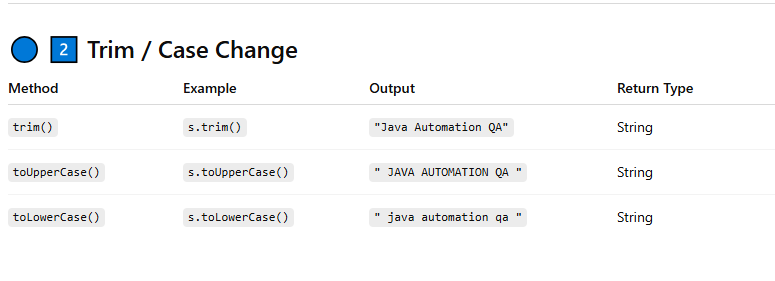 2 Trim / Case Change
Method Example Output Return Type
trim() s.trim() "Java Automation QA" String
toUpperCase() s.toUpperCase() " JAVA AUTOMATION QA " String
toLowerCase() s.toLowerCase() " java automation qa " String